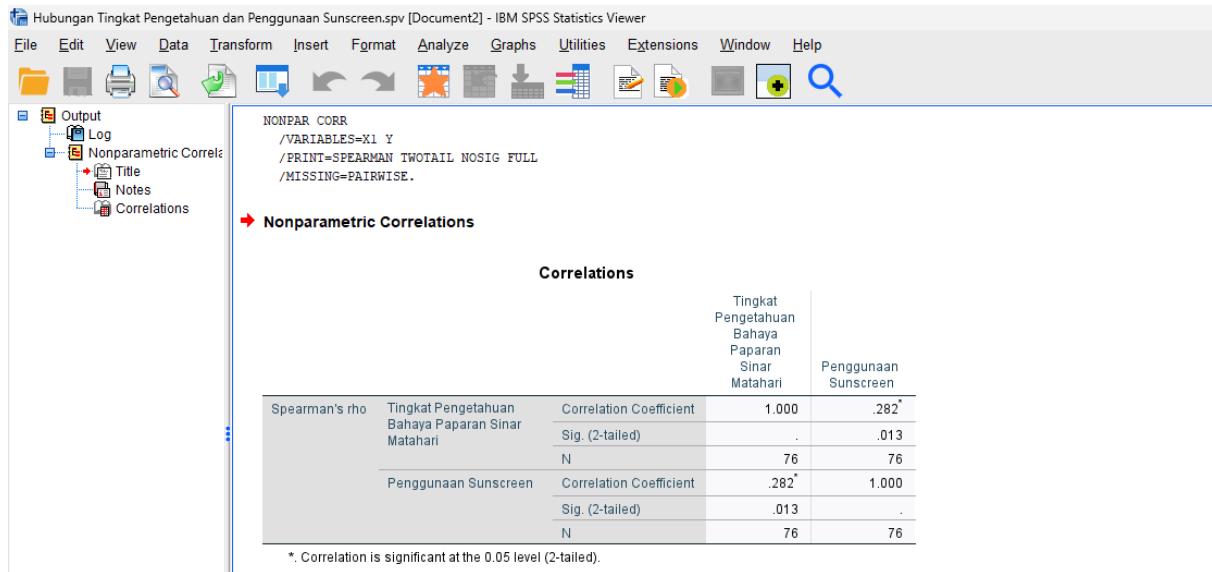 Hubungan Tingkat Pengetahuan dan Penggunaan Sunscreen.spv [Document2] - IBM SPSS Statistics Viewer
File Edit View Data Transform Insert Format Analyze Graphs Utilities Extensions Window Help
Output
Log
Nonparametric Correla
Title
Notes
Correlations
NONPAR CORR
/VARIABLES=X1 Y
/PRINT=SPEARMAN TWOTAIL NOSIG FULL
/MISSING=PAIRWISE.
Nonparametric Correlations
Correlations
Tingkat
Pengetahuan
Bahaya
Paparan
Sinar
Matahari
Penggunaan
Sunscreen
Spearman's rho
Tingkat Pengetahuan
Bahaya Paparan Sinar
Matahari
Correlation Coefficient 1.000 .282*
Sig. (2-tailed) . .013
N 76 76
Penggunaan Sunscreen
Correlation Coefficient .282* 1.000
Sig. (2-tailed) .013 .
N 76 76
*. Correlation is significant at the 0.05 level (2-tailed).